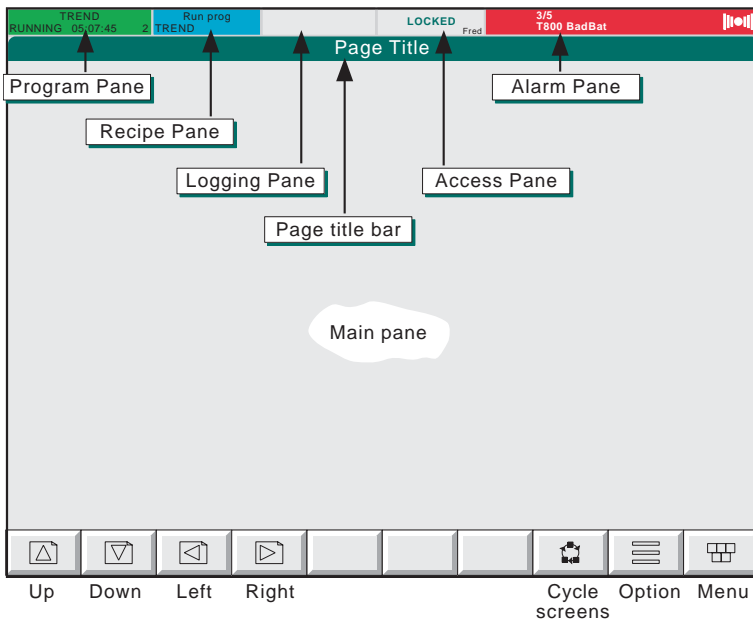 TREND
RUNNING 05:07:45 2
Run prog
TREND
LOCKED
Fred
3/5
T800 BadBat
Page Title
Program Pane
Alarm Pane
Recipe Pane
Logging Pane
Access Pane
Page title bar
Main pane
Up Down Left Right Cycle screens Option Menu